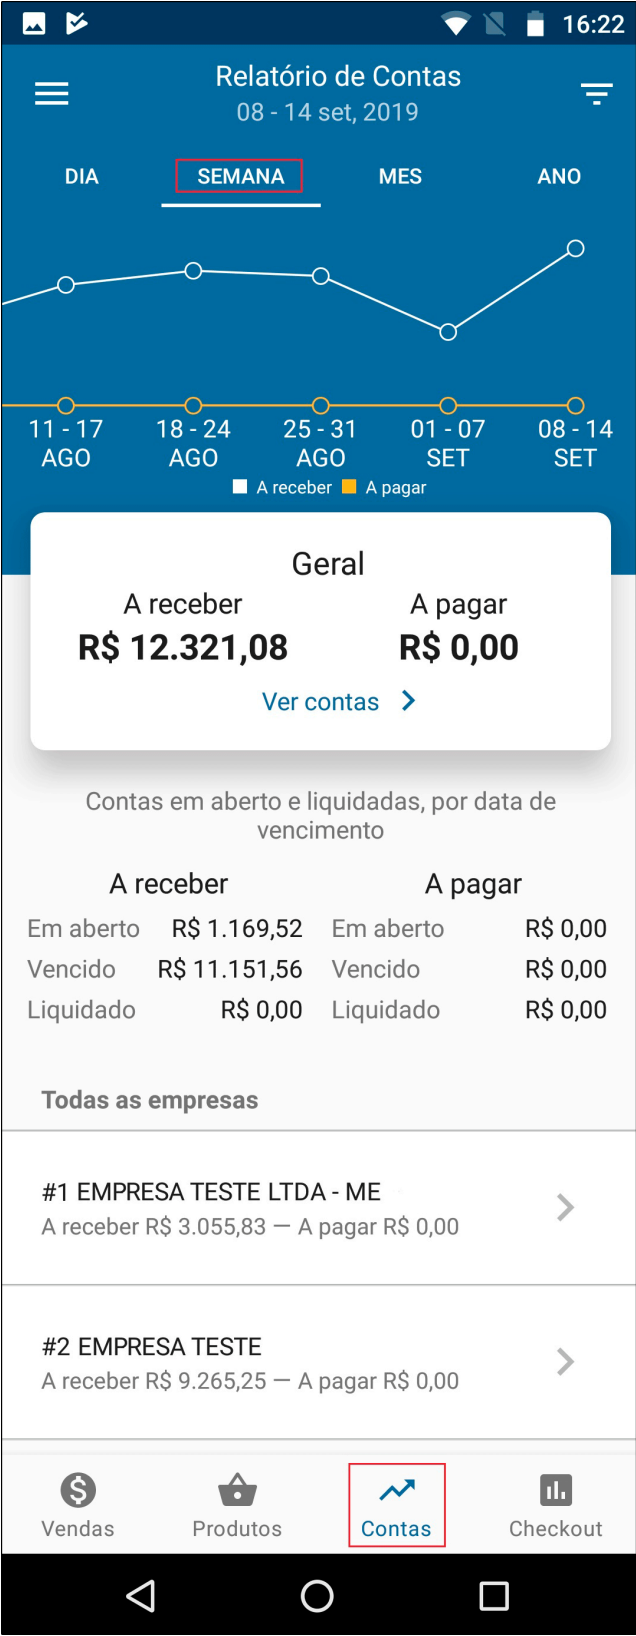 16:22
Relatório de Contas
08 - 14 set, 2019
DIA SEMANA MES ANO
11 - 17 18 - 24 25 - 31 01 - 07 08 - 14
AGO AGO AGO SET SET
A receber A pagar
Geral
A receber A pagar
R$ 12.321,08 R$ 0,00
Ver contas
Contas em aberto e liquidadas, por data de
vencimento
A receber A pagar
Em aberto R$ 1.169,52 Em aberto R$ 0,00
Vencido R$ 11.151,56 Vencido R$ 0,00
Liquidado R$ 0,00 Liquidado R$ 0,00
Todas as empresas
#1 EMPRESA TESTE LTDA - ME
A receber R$ 3.055,83 — A pagar R$ 0,00
#2 EMPRESA TESTE
A receber R$ 9.265,25 — A pagar R$ 0,00
Vendas Produtos Contas Checkout